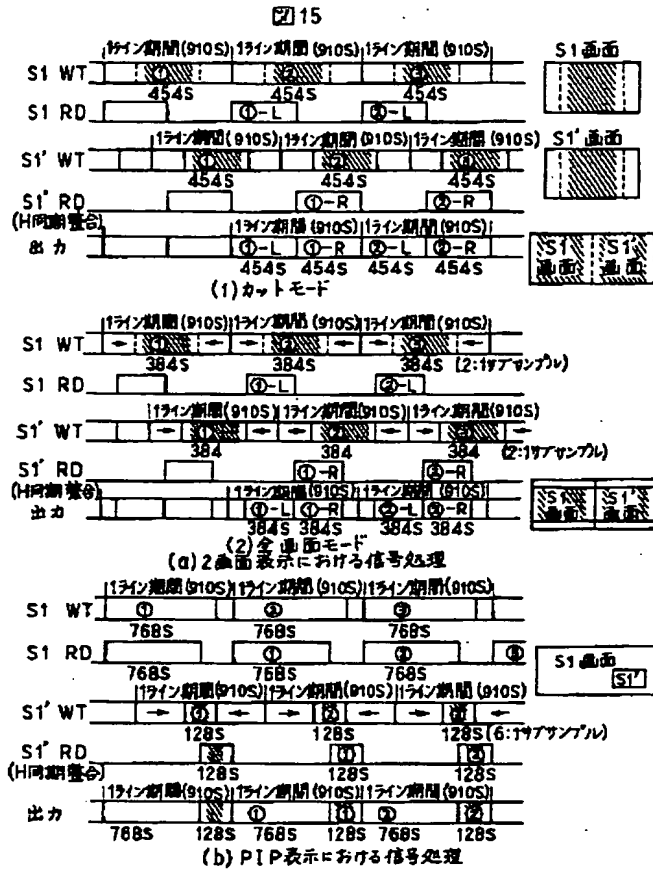 図15
1ライン期間(910S) 1ライン期間(910S) 1ライン期間(910S)
S1 WT ① ② ③
454S 454S 454S
S1 RD ①-L ②-L
S1画面
1ライン期間(910S) 1ライン期間(910S) 1ライン期間(910S)
S1' WT ① ② ③
454S 454S 454S
S1' RD ①-R ②-R
(H同期整合)
S1'画面
1ライン期間(910S) 1ライン期間(910S)
出力 ①-L ①-R ②-L ②-R
454S 454S 454S 454S
S1画面 S1'画面
(1)カットモード
1ライン期間(910S) 1ライン期間(910S) 1ライン期間(910S)
S1 WT ① ② ③
384S 384S 384S (2:1サブサンプル)
S1 RD ①-L ②-L
1ライン期間(910S) 1ライン期間(910S) 1ライン期間(910S)
S1' WT ① ② ③
384 384 384 (2:1サブサンプル)
S1' RD ①-R ②-R
(H同期整合)
1ライン期間(910S) 1ライン期間(910S)
出力 ①-L ①-R ②-L ②-R
384S 384S 384S 384S
S1画面 S1'画面
(2)全画面モード
(a)2画面表示における信号処理
1ライン期間(910S) 1ライン期間(910S) 1ライン期間(910S)
S1 WT ① ② ③
768S 768S 768S
S1 RD ① ② ③
768S 768S 768S
S1画面
S1'
1ライン期間(910S) 1ライン期間(910S) 1ライン期間(910S)
S1' WT ① ② ③
128S 128S 128S (6:1サブサンプル)
S1' RD ① ②
(H同期整合) 128S 128S 128S
1ライン期間(910S) 1ライン期間(910S) 1ライン期間(910S)
出力 ① ① ② ②
768S 128S 768S 128S 768S 128S
(b)PIP表示における信号処理